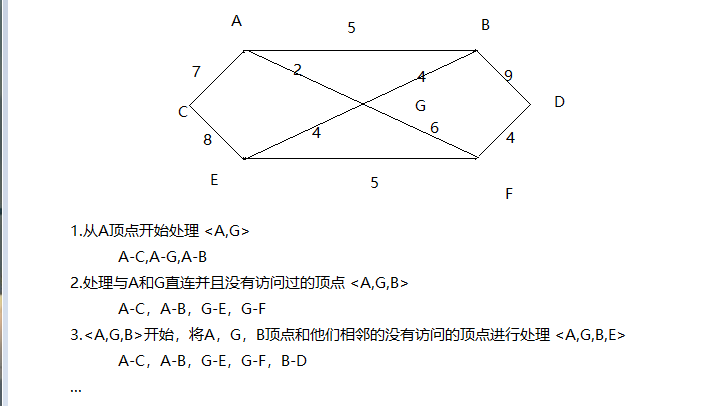 A
5
B
7
2
4
9
C
G
D
8
4
6
4
E
5
F
1.从A顶点开始处理 <A,G>
A-C,A-G,A-B
2.处理与A和G直连并且没有访问过的顶点 <A,G,B>
A-C，A-B，G-E，G-F
3.<A,G,B>开始，将A，G，B顶点和他们相邻的没有访问的顶点进行处理 <A,G,B,E>
A-C，A-B，G-E，G-F，B-D
...